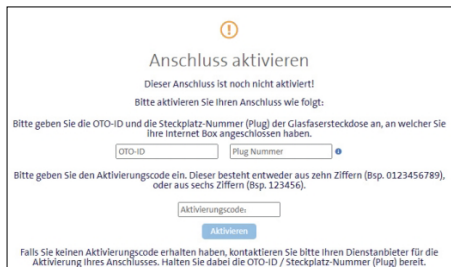 Anschluss aktivieren
Dieser Anschluss ist noch nicht aktiviert!
Bitte aktivieren Sie Ihren Anschluss wie folgt:
Bitte geben Sie die OTO-ID und die Steckplatz-Nummer (Plug) der Glasfasersteckdose an, an welcher Sie
ihre Internet Box angeschlossen haben.
OTO-ID Plug Nummer
Bitte geben Sie den Aktivierungscode ein. Dieser besteht entweder aus zehn Ziffern (Bsp. 0123456789),
oder aus sechs Ziffern (Bsp. 123456).
Aktivierungscode:
Aktivieren
Falls Sie keinen Aktivierungscode erhalten haben, kontaktieren Sie bitte Ihren Dienstanbieter für die
Aktivierung Ihres Anschlusses. Halten Sie dabei die OTO-ID / Steckplatz-Nummer (Plug) bereit.